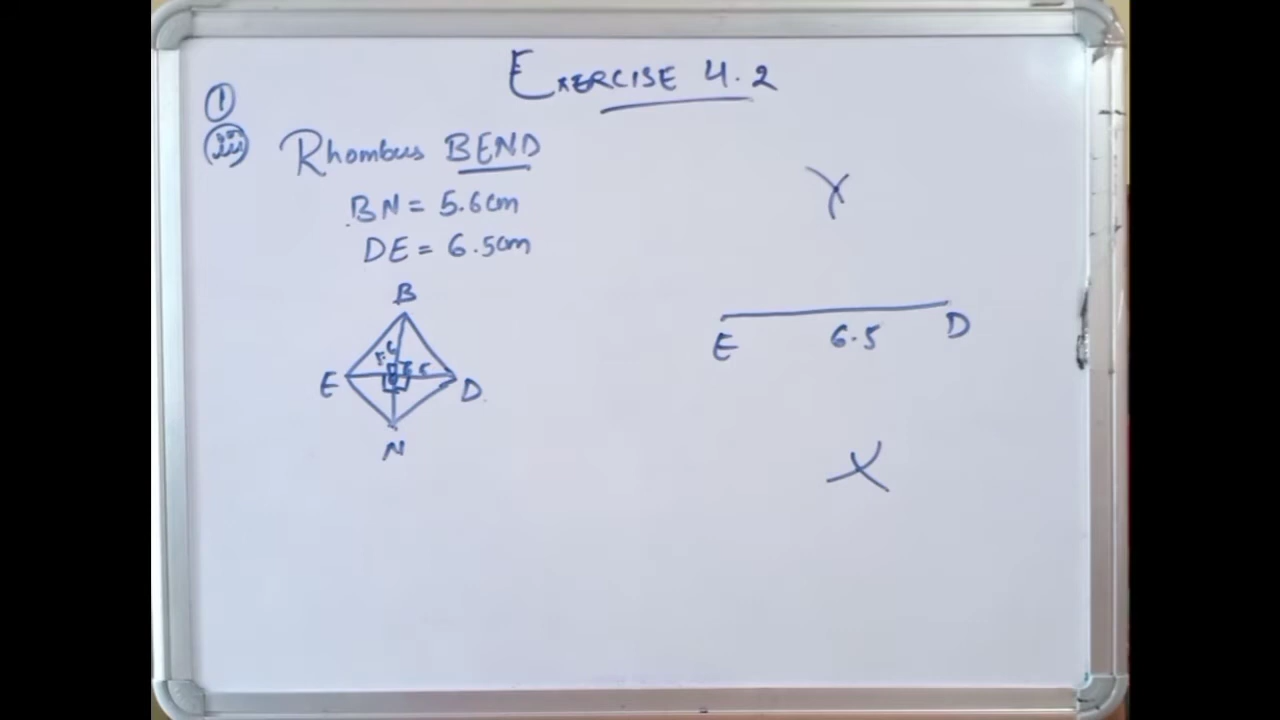 Exercise 4.2
1
iii
Rhombus BEND
BN = 5.6cm
DE = 6.5cm
B
E
D
N
E
6.5
D